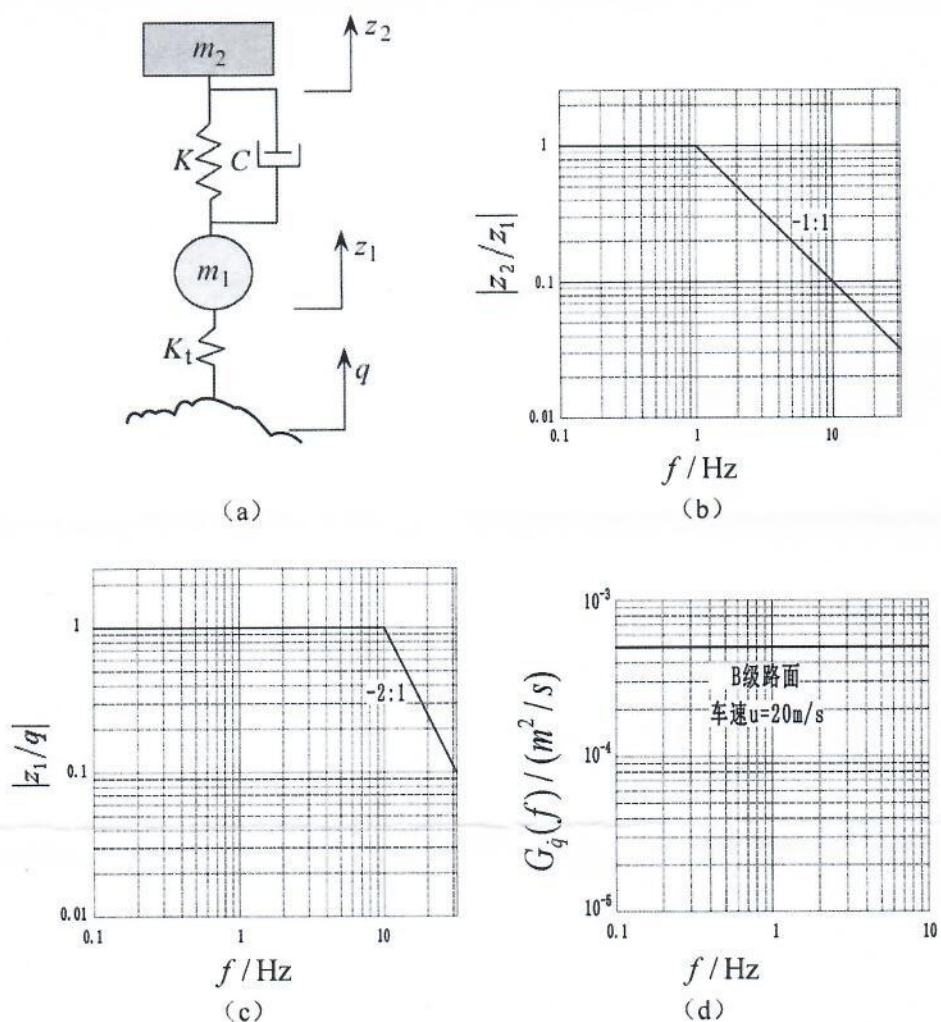 m₂
z₂
K
C
m₁
z₁
Kₜ
q
(a)
|z₂/z₁|
1
0.1
0.01
-1:1
0.1
1
10
f/Hz
(b)
|z₁/q|
1
0.1
0.01
-2:1
0.1
1
10
f/Hz
(c)
G_q̇(f)/(m²/s)
10⁻³
10⁻⁴
10⁻⁵
B级路面
车速u=20m/s
0.1
1
10
f/Hz
(d)